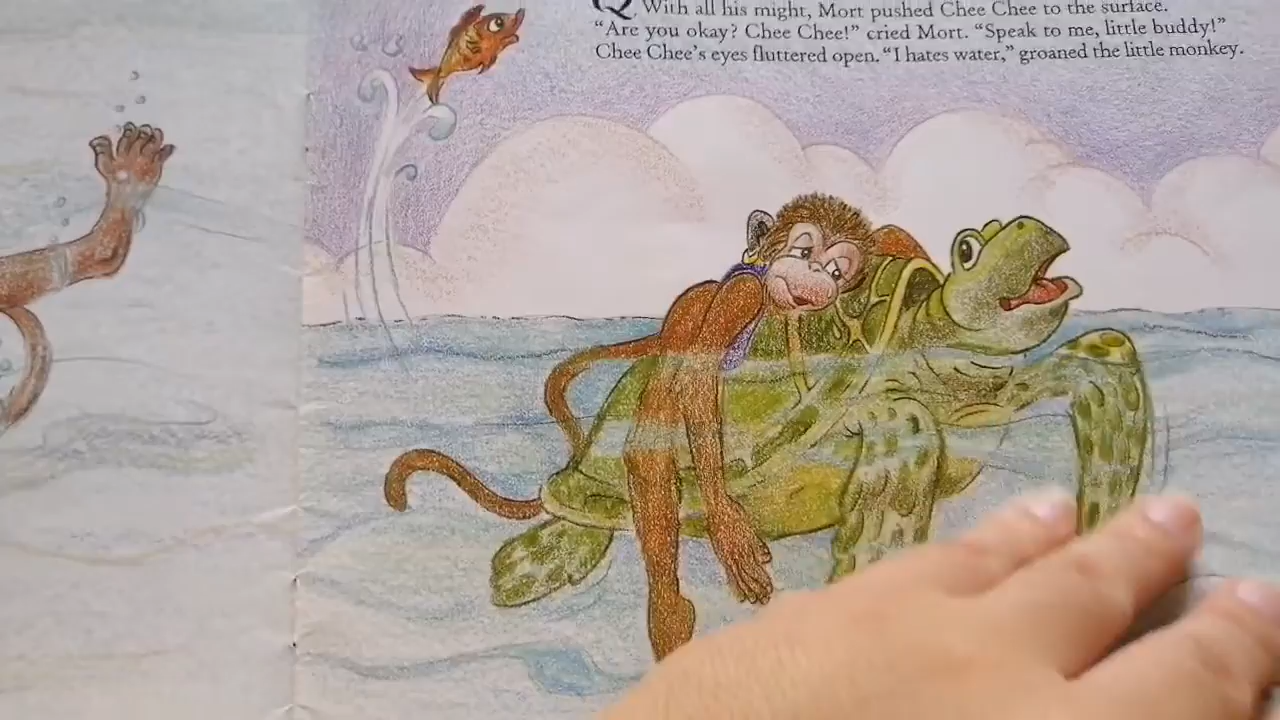 With all his might, Mort pushed Chee Chee to the surface.
“Are you okay? Chee Chee!” cried Mort. “Speak to me, little buddy!”
Chee Chee’s eyes fluttered open. “I hates water,” groaned the little monkey.